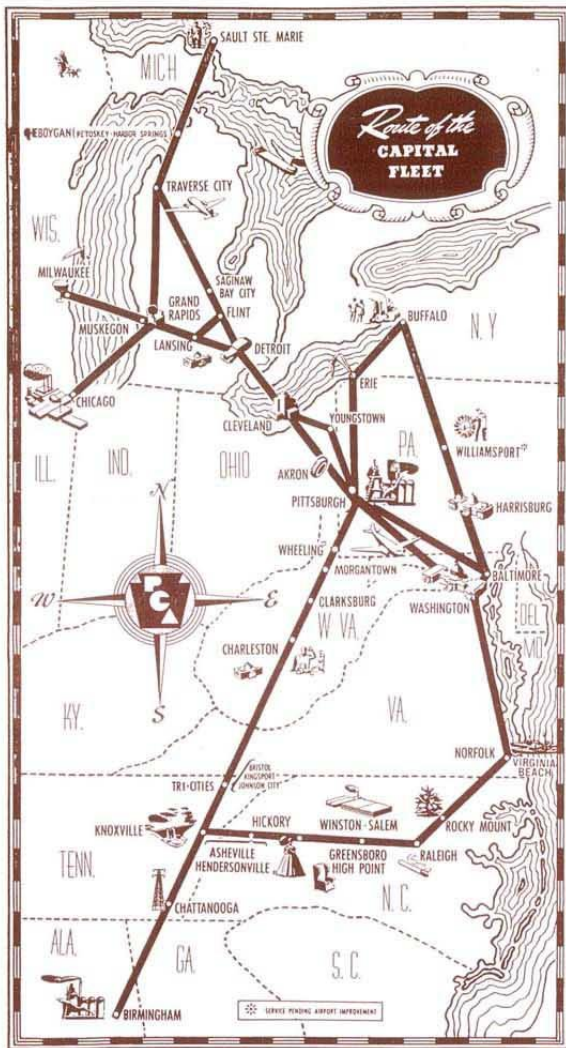 SAULT STE. MARIE
MICH
Route of the
CAPITAL
FLEET
EBOYGAN (PETOSKEY-HARBOR SPRINGS)
TRAVERSE CITY
WIS.
MILWAUKEE
SAGINAW
BAY CITY
GRAND
RAPIDS
FLINT
MUSKEGON
LANSING
DETROIT
BUFFALO
N.Y
ERIE
CHICAGO
CLEVELAND
YOUNGSTOWN
WILLIAMSPORT
ILL.
IND.
OHIO
PA.
AKRON
PITTSBURGH
HARRISBURG
N
WHEELING
MORGANTOWN
BALTIMORE
W
PCA
E
CLARKSBURG
WASHINGTON
DEL
MD.
W VA.
CHARLESTON
S
KY.
VA.
NORFOLK
VIRGINIA
BEACH
TRI-CITIES
BRISTOL
KINGSPORT
JOHNSON CITY
KNOXVILLE
HICKORY
WINSTON-SALEM
ROCKY MOUNT
ASHEVILLE
HENDERSONVILLE
GREENSBORO
HIGH POINT
RALEIGH
TENN.
N.C.
CHATTANOOGA
ALA.
GA.
S.C.
BIRMINGHAM
SERVICE PENDING AIRPORT IMPROVEMENT